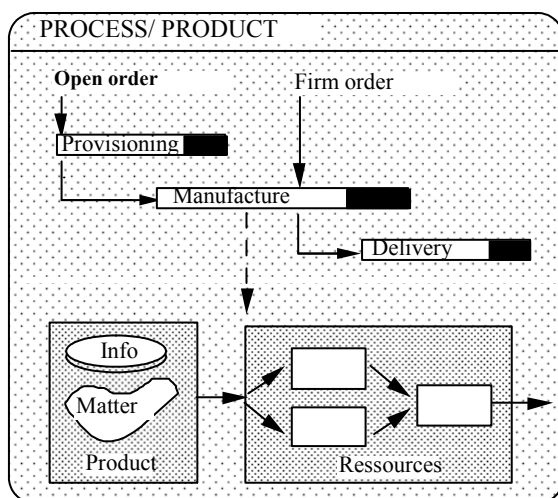 PROCESS/ PRODUCT
Open order
Firm order
Provisioning
Manufacture
Delivery
Info
Matter
Product
Ressources